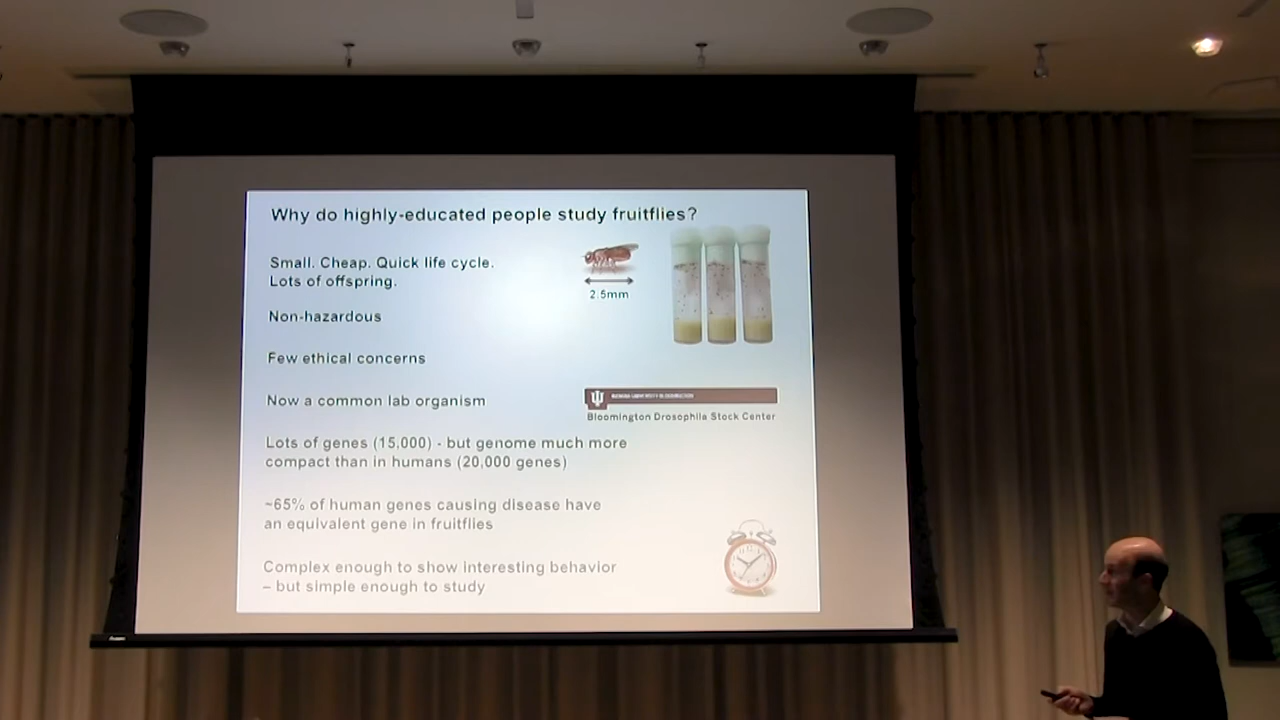 Why do highly-educated people study fruitflies?
Small. Cheap. Quick life cycle.
Lots of offspring.
2.5mm
Non-hazardous
Few ethical concerns
Now a common lab organism
INDIANA UNIVERSITY BLOOMINGTON
Bloomington Drosophila Stock Center
Lots of genes (15,000) - but genome much more
compact than in humans (20,000 genes)
~65% of human genes causing disease have
an equivalent gene in fruitflies
Complex enough to show interesting behavior
– but simple enough to study